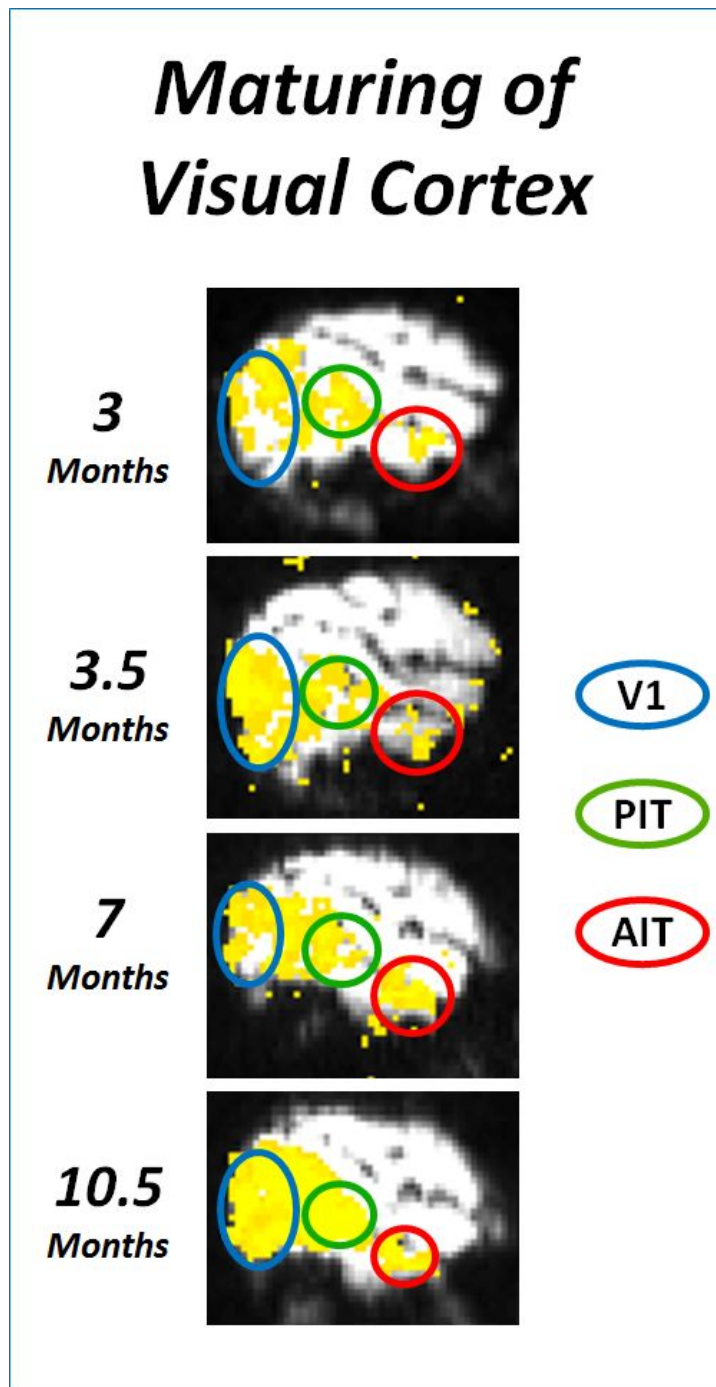 Maturing of
Visual Cortex
3
Months
3.5
Months
V1
PIT
7
Months
AIT
10.5
Months